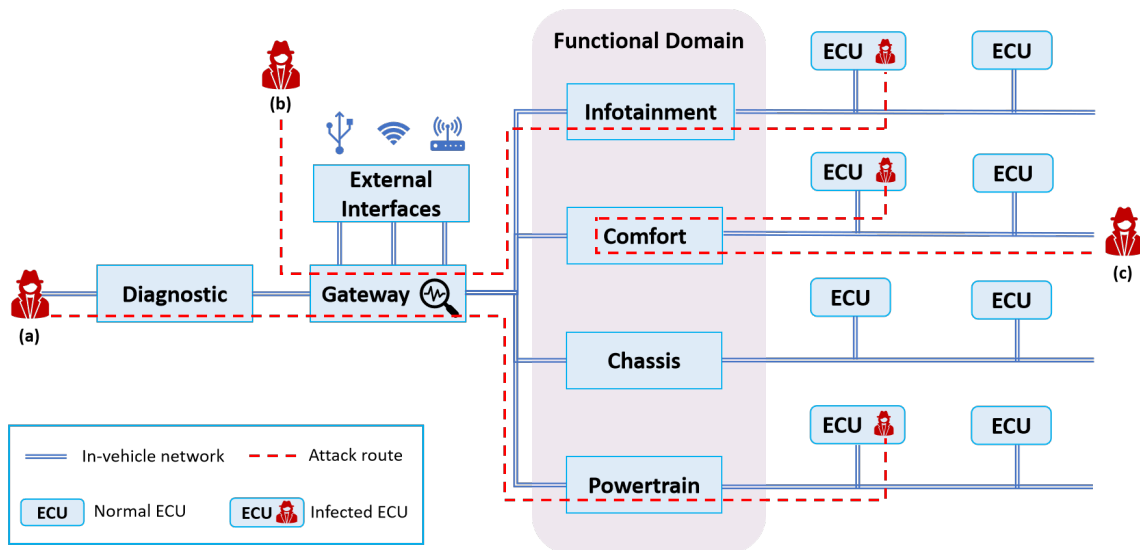 Functional Domain
ECU
ECU
(b)
Infotainment
External
Interfaces
ECU
ECU
Comfort
(c)
Diagnostic
Gateway
(a)
ECU
ECU
Chassis
ECU
ECU
Powertrain
In-vehicle network
Attack route
ECU
Normal ECU
ECU
Infected ECU